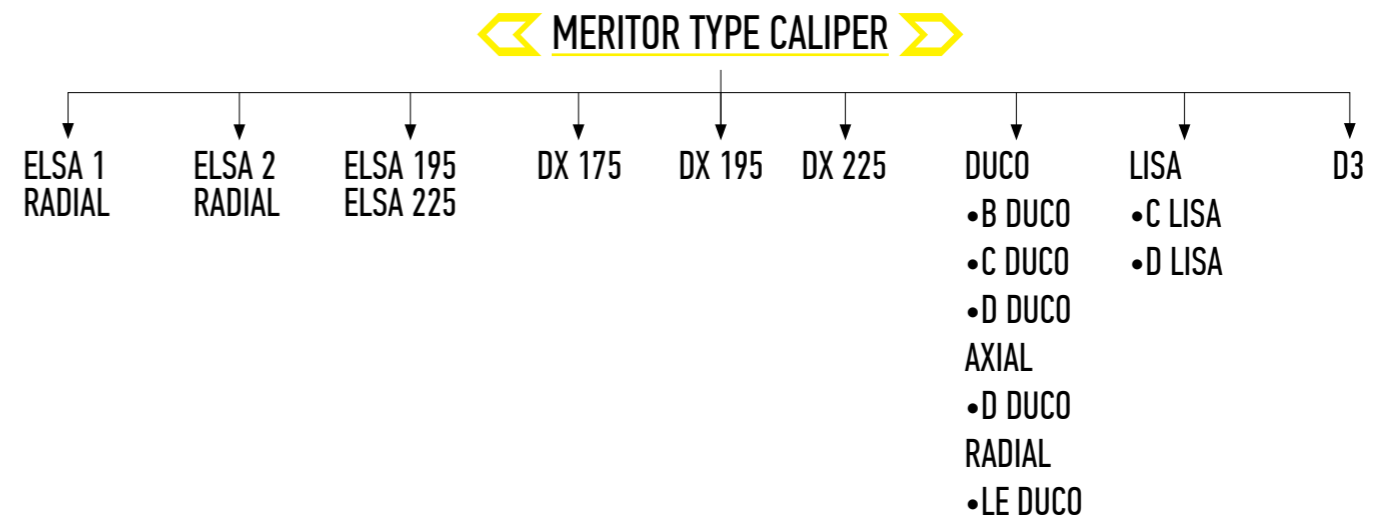 MERITOR TYPE CALIPER
ELSA 1
RADIAL
ELSA 2
RADIAL
ELSA 195
ELSA 225
DX 175
DX 195
DX 225
DUCO
•B DUCO
•C DUCO
•D DUCO
AXIAL
•D DUCO
RADIAL
•LE DUCO
LISA
•C LISA
•D LISA
D3